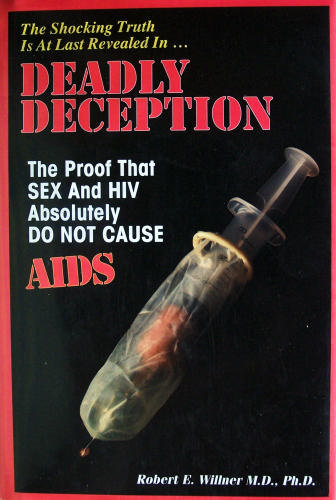 The Shocking Truth
Is At Last Revealed In ...
DEADLY
DECEPTION
The Proof That
SEX And HIV
Absolutely
DO NOT CAUSE
AIDS
Robert E. Willner M.D., Ph.D.